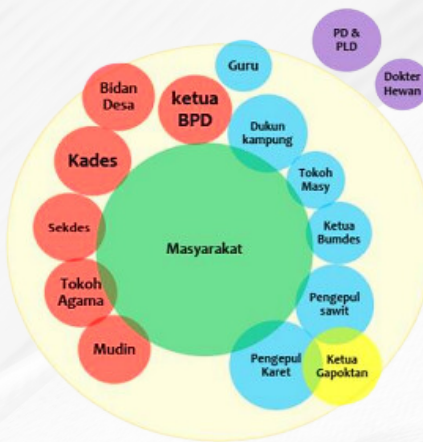 PD &
PLD
Guru
Dokter
Hewan
Bidan
Desa
ketua
BPD
Dukun
kampung
Kades
Tokoh
Masy
Sekdes
Ketua
Bumdes
Masyarakat
Tokoh
Agama
Pengepul
sawit
Mudin
Pengepul
Karet
Ketua
Gapoktan